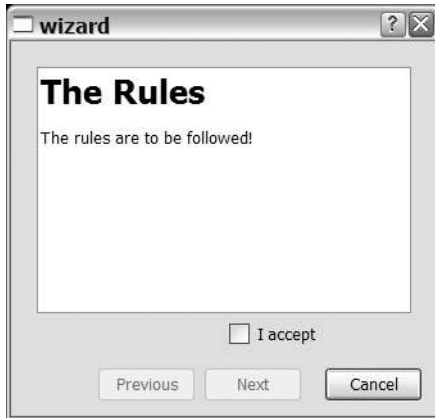 wizard
The Rules
The rules are to be followed!
I accept
Previous Next Cancel